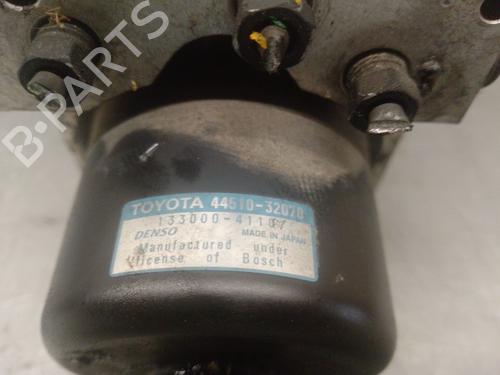 B-PARTS
TOYOTA 44510-32070
133000-4110
DENSO MADE IN JAPAN
Manufactured under
license of Bosch